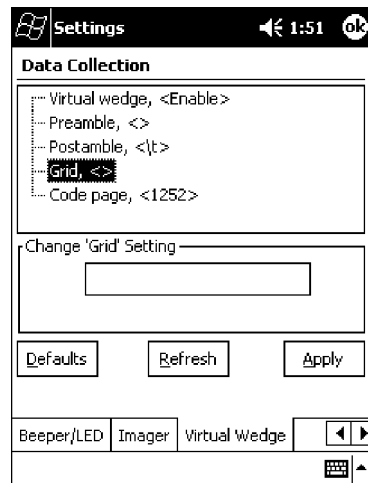 Settings 1:51 ok
Data Collection
Virtual wedge, <Enable>
Preamble, <>
Postamble, <\t>
Grid, <>
Code page, <1252>
Change 'Grid' Setting
Defaults Refresh Apply
Beeper/LED Imager Virtual Wedge